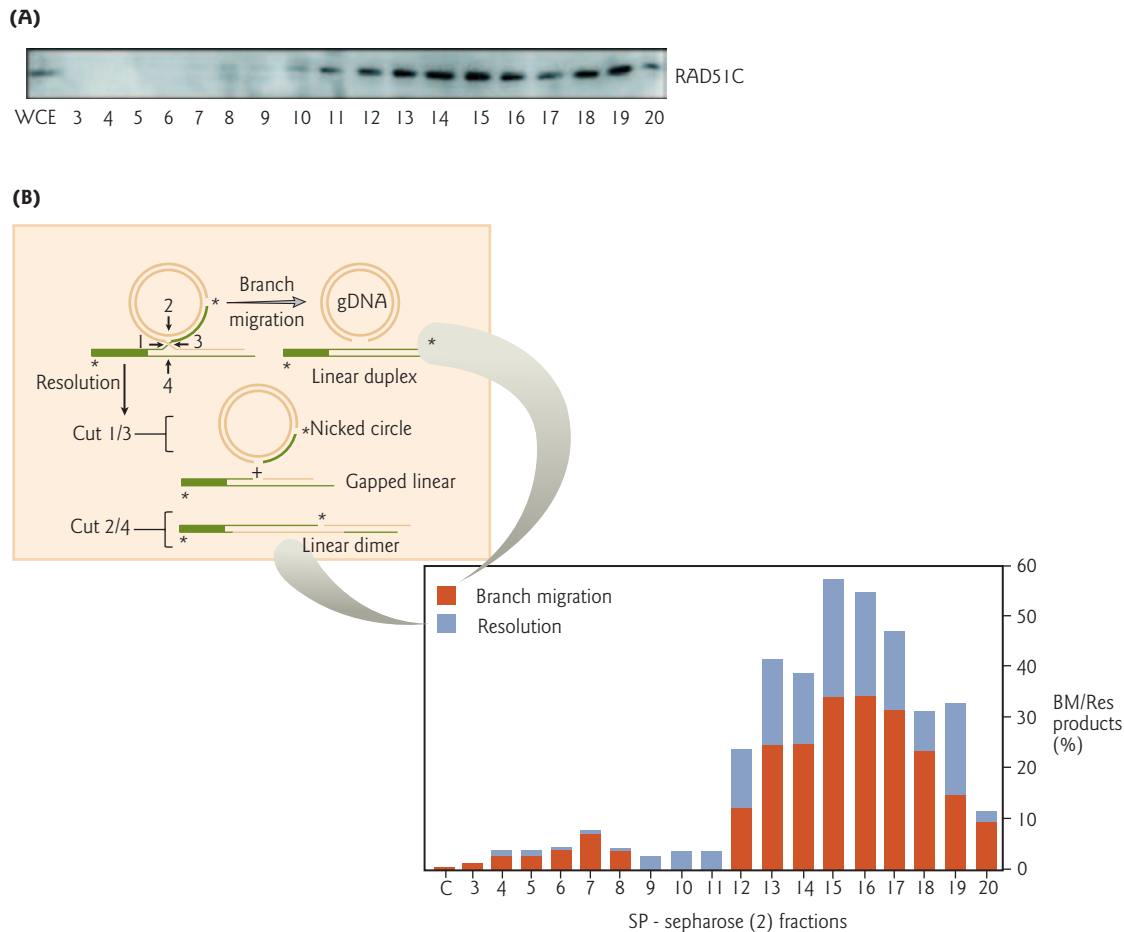 (A)
RAD51C
WCE 3 4 5 6 7 8 9 10 11 12 13 14 15 16 17 18 19 20
(B)
Branch
migration
gDNA
*
2
1
3
*
4
Resolution
*
*
Linear duplex
Cut 1/3
*Nicked circle
+
Gapped linear
*
Cut 2/4
*
*
Linear dimer
Branch migration
Resolution
60
50
40
30
20
10
0
BM/Res
products
(%)
C 3 4 5 6 7 8 9 10 11 12 13 14 15 16 17 18 19 20
SP - sepharose (2) fractions